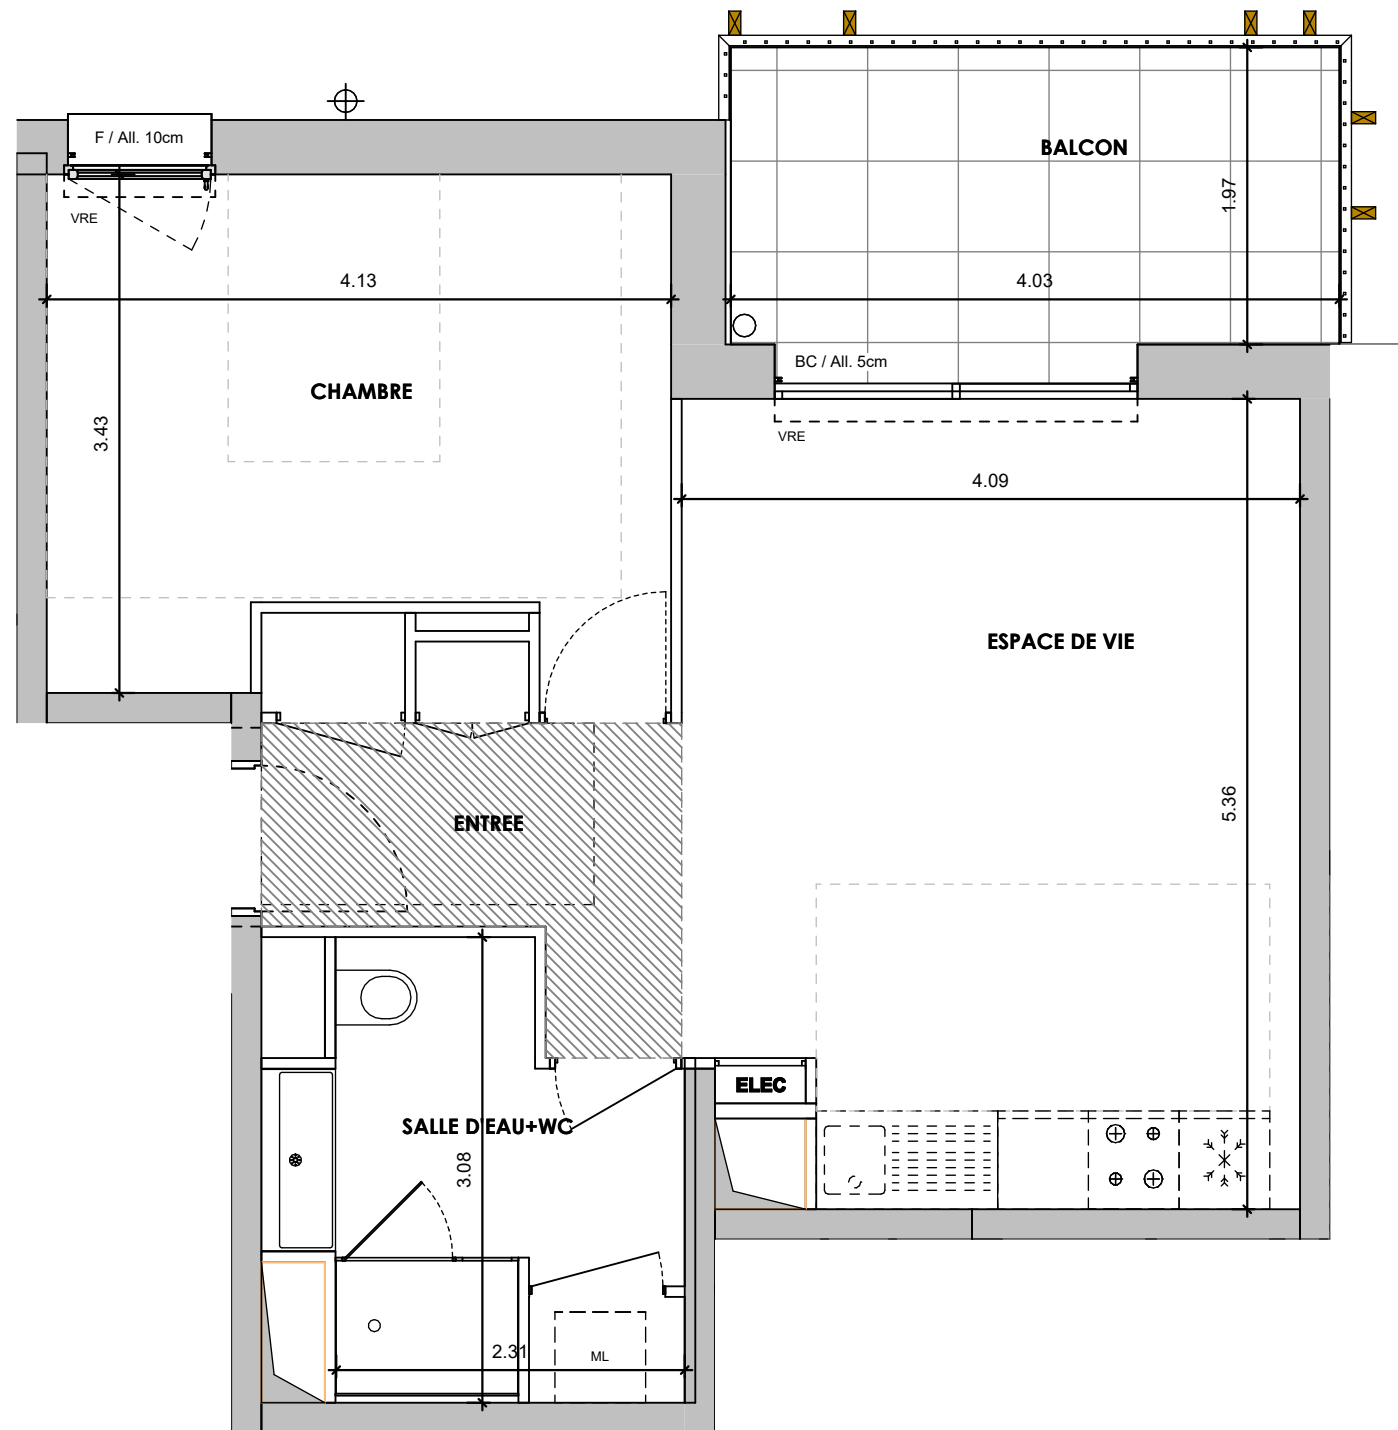 F / All. 10cm
BALCON
1.97
VRE
4.13
4.03
BC / All. 5cm
CHAMBRE
3.43
VRE
4.09
ESPACE DE VIE
5.36
ENTREE
ELEC
SALLE D'EAU+WC
3.08
2.31
ML